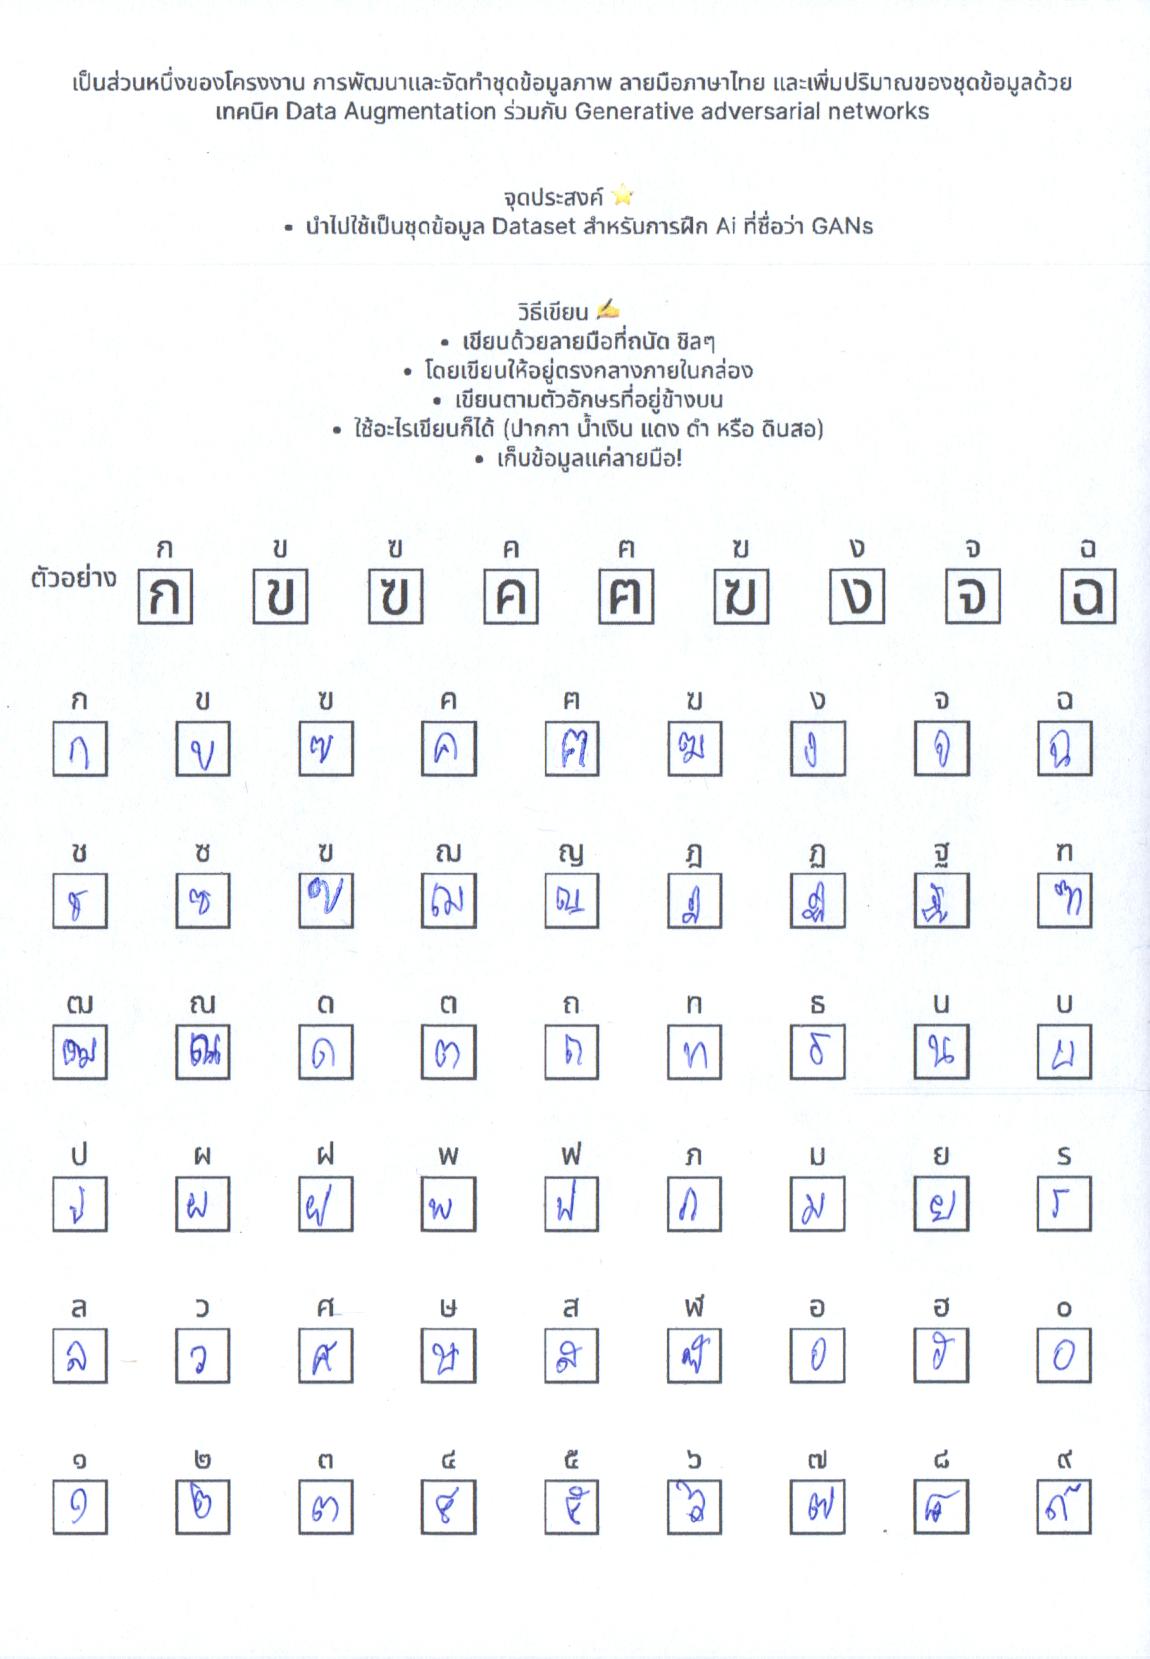 เป็นส่วนหนึ่งของโครงงาน การพัฒนาและจัดทำชุดข้อมูลภาพ ลายมือภาษาไทย และเพิ่มปริมาณของชุดข้อมูลด้วย
เทคนิค Data Augmentation ร่วมกับ Generative adversarial networks
จุดประสงค์ ⭐
• นำไปใช้เป็นชุดข้อมูล Dataset สำหรับการฝึก Ai ที่ชื่อว่า GANs
วิธีเขียน ✍️
• เขียนด้วยลายมือที่ถนัด ชิลๆ
• โดยเขียนให้อยู่ตรงกลางภายในกล่อง
• เขียนตามตัวอักษรที่อยู่ข้างบน
• ใช้อะไรเขียนก็ได้ (ปากกา น้ำเงิน แดง ดำ หรือ ดินสอ)
• เก็บข้อมูลแค่ลายมือ!
ก ข ฃ ค ฅ ฆ ง จ ฉ
ตัวอย่าง ก ข ฃ ค ฅ ฆ ง จ ฉ
ก ข ฃ ค ฅ ฆ ง จ ฉ
ก ข ฃ ค ฅ ฆ ง จ ฉ
ช ซ ฃ ฌ ญ ฎ ฏ ฐ ฑ
ช ซ ฃ ฌ ญ ฎ ฏ ฐ ฑ
ฒ ณ ด ต ถ ท ธ น บ
ฒ ณ ด ต ถ ท ธ น บ
ป ผ ฝ พ ฟ ภ ม ย ร
ป ผ ฝ พ ฟ ภ ม ย ร
ล ว ศ ษ ส ฬ อ ฮ ๐
ล ว ศ ษ ส ฬ อ ฮ ๐
๑ ๒ ๓ ๔ ๕ ๖ ๗ ๘ ๙
๑ ๒ ๓ ๔ ๕ ๖ ๗ ๘ ๙